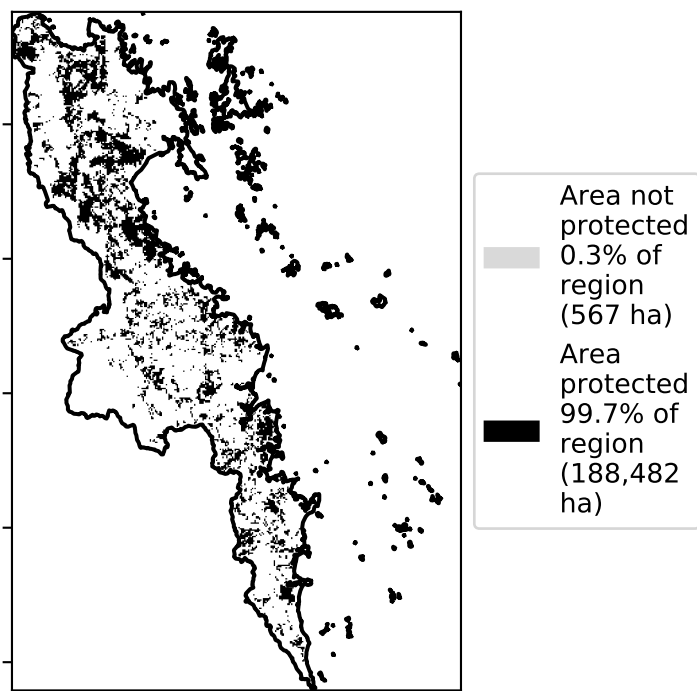 Area not
protected
0.3% of
region
(567 ha)
Area
protected
99.7% of
region
(188,482
ha)